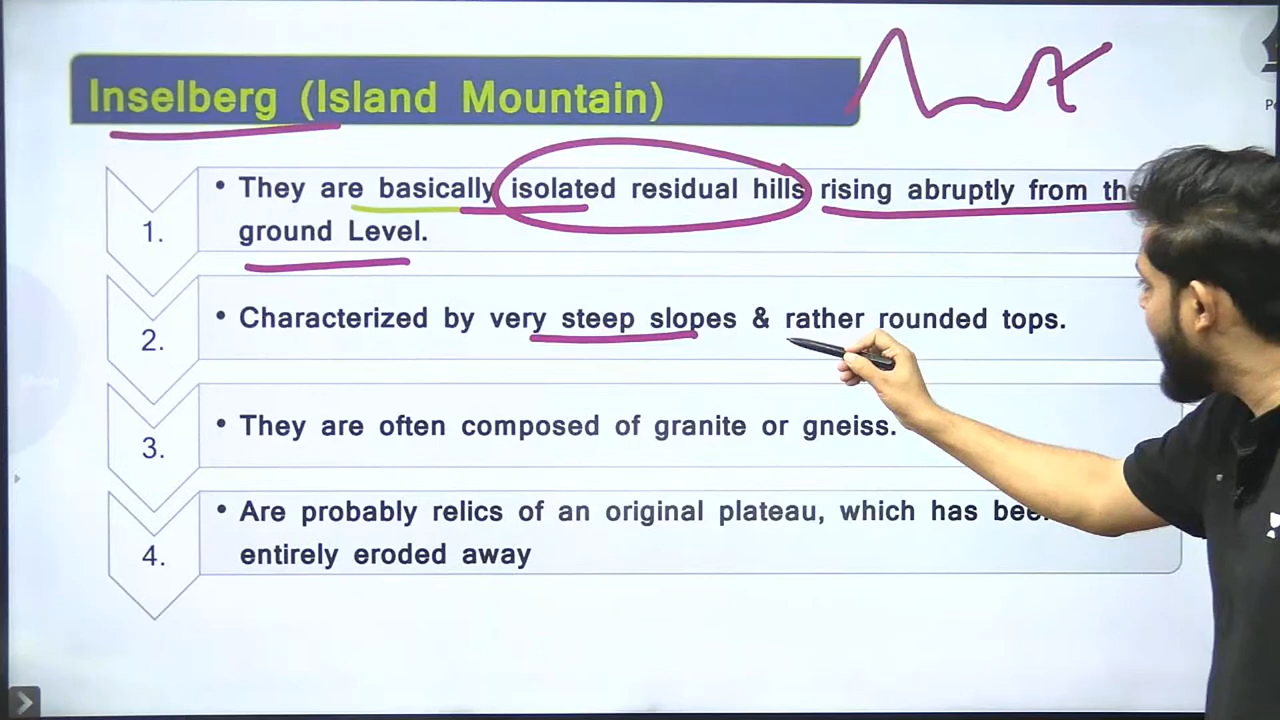 Inselberg (Island Mountain)
1.
• They are basically isolated residual hills rising abruptly from the
ground Level.
2.
• Characterized by very steep slopes & rather rounded tops.
3.
• They are often composed of granite or gneiss.
4.
• Are probably relics of an original plateau, which has been
entirely eroded away